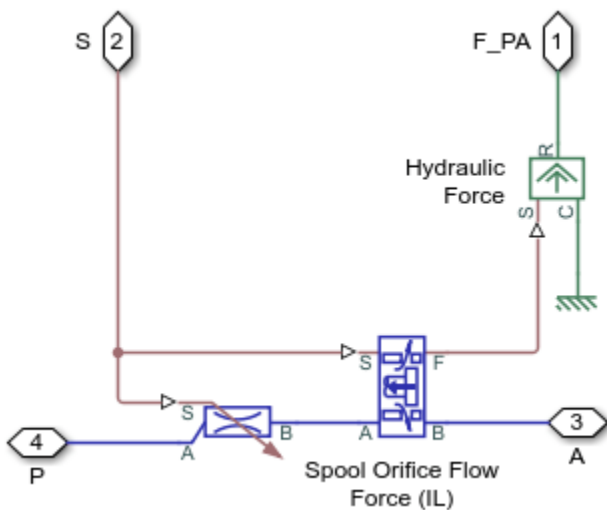 S 2
F_PA 1
R
Hydraulic
Force
S C
S F
S
A B A B
4
P
3
A
Spool Orifice Flow
Force (IL)